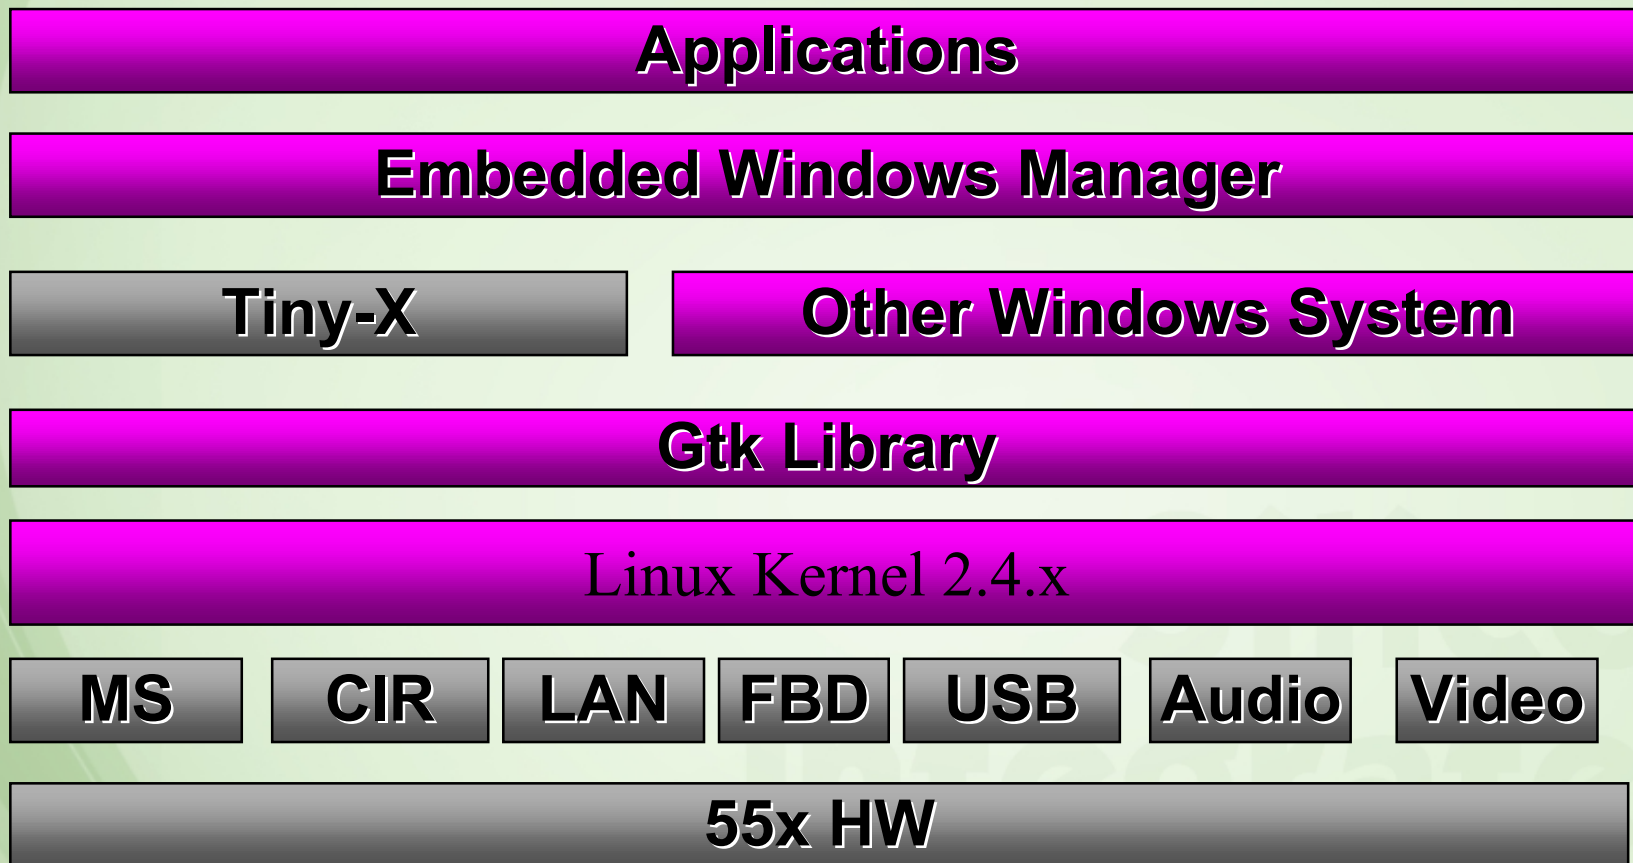 Applications
Embedded Windows Manager
Tiny-X
Other Windows System
Gtk Library
Linux Kernel 2.4.x
MS
CIR
LAN
FBD
USB
Audio
Video
55x HW